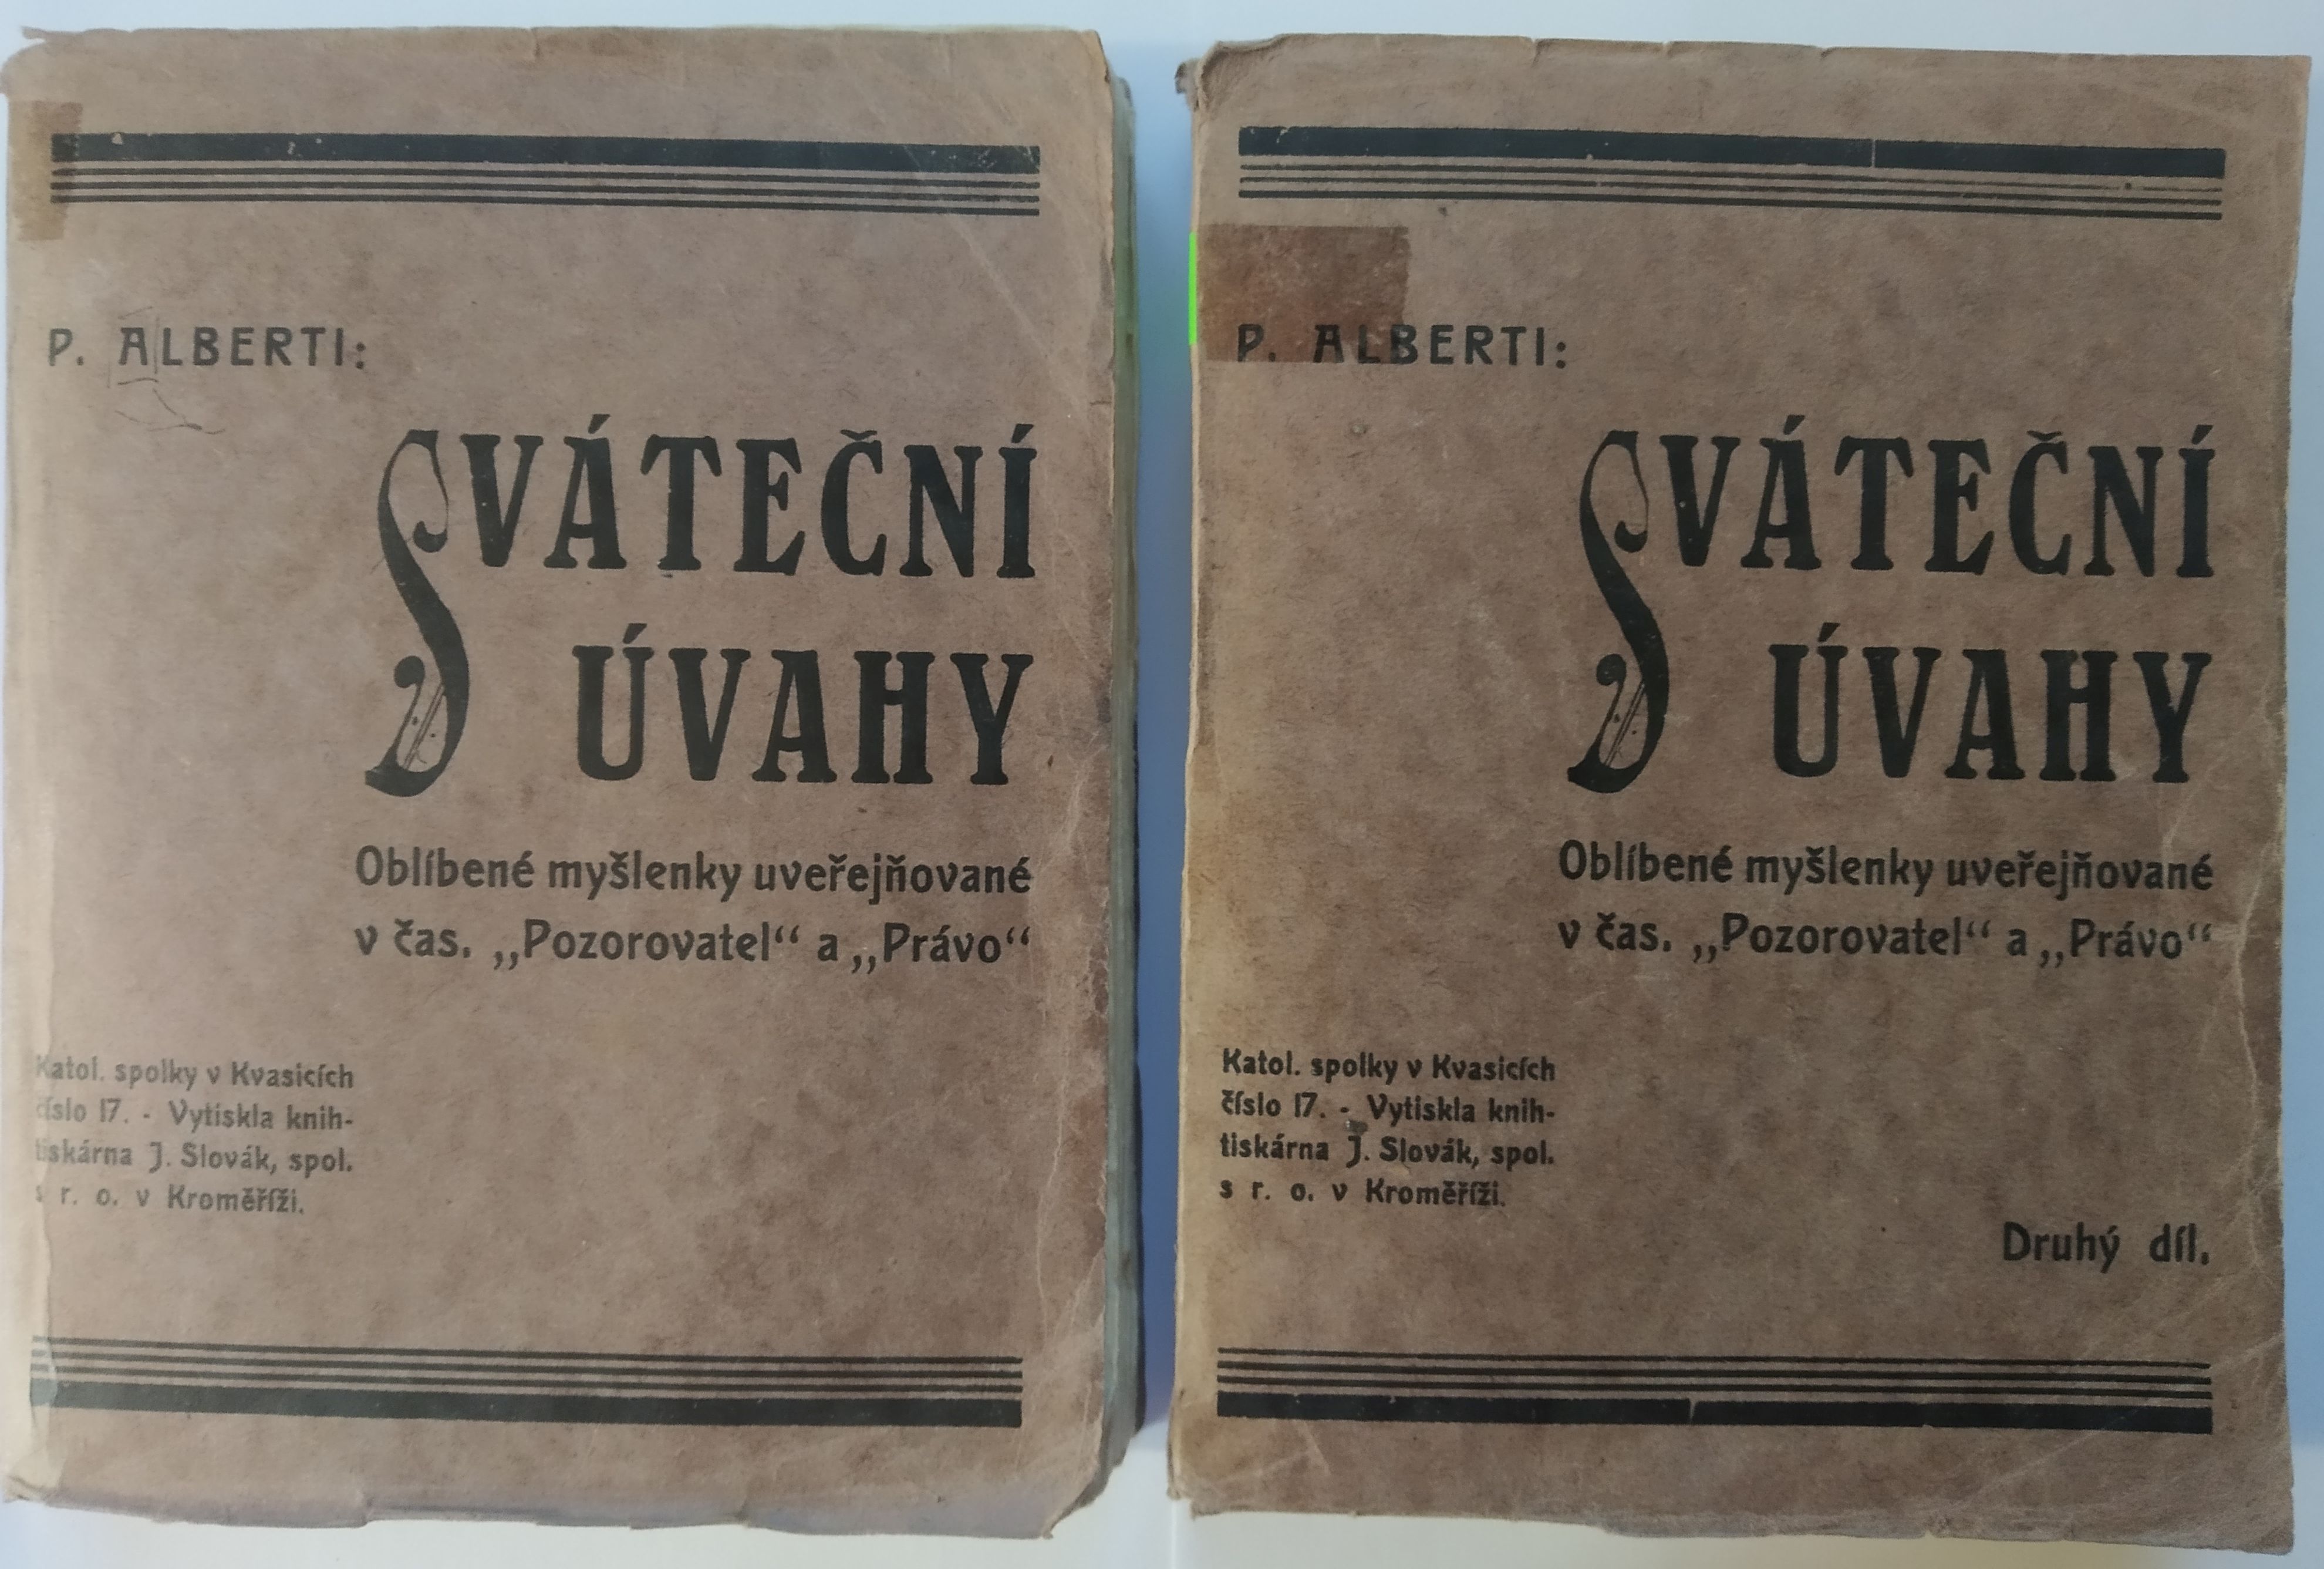 P. ALBERTI:
SVÁTEČNÍ
ÚVAHY
Oblíbené myšlenky uveřejňované
v čas. „Pozorovatel“ a „Právo“
Katol. spolky v Kvasicích
číslo 17. - Vytiskla knih-
tiskárna J. Slovák, spol.
s r. o. v Kroměříži.
P. ALBERTI:
SVÁTEČNÍ
ÚVAHY
Oblíbené myšlenky uveřejňované
v čas. „Pozorovatel“ a „Právo“
Katol. spolky v Kvasicích
číslo 17. - Vytiskla knih-
tiskárna J. Slovák, spol.
s r. o. v Kroměříži.
Druhý díl.